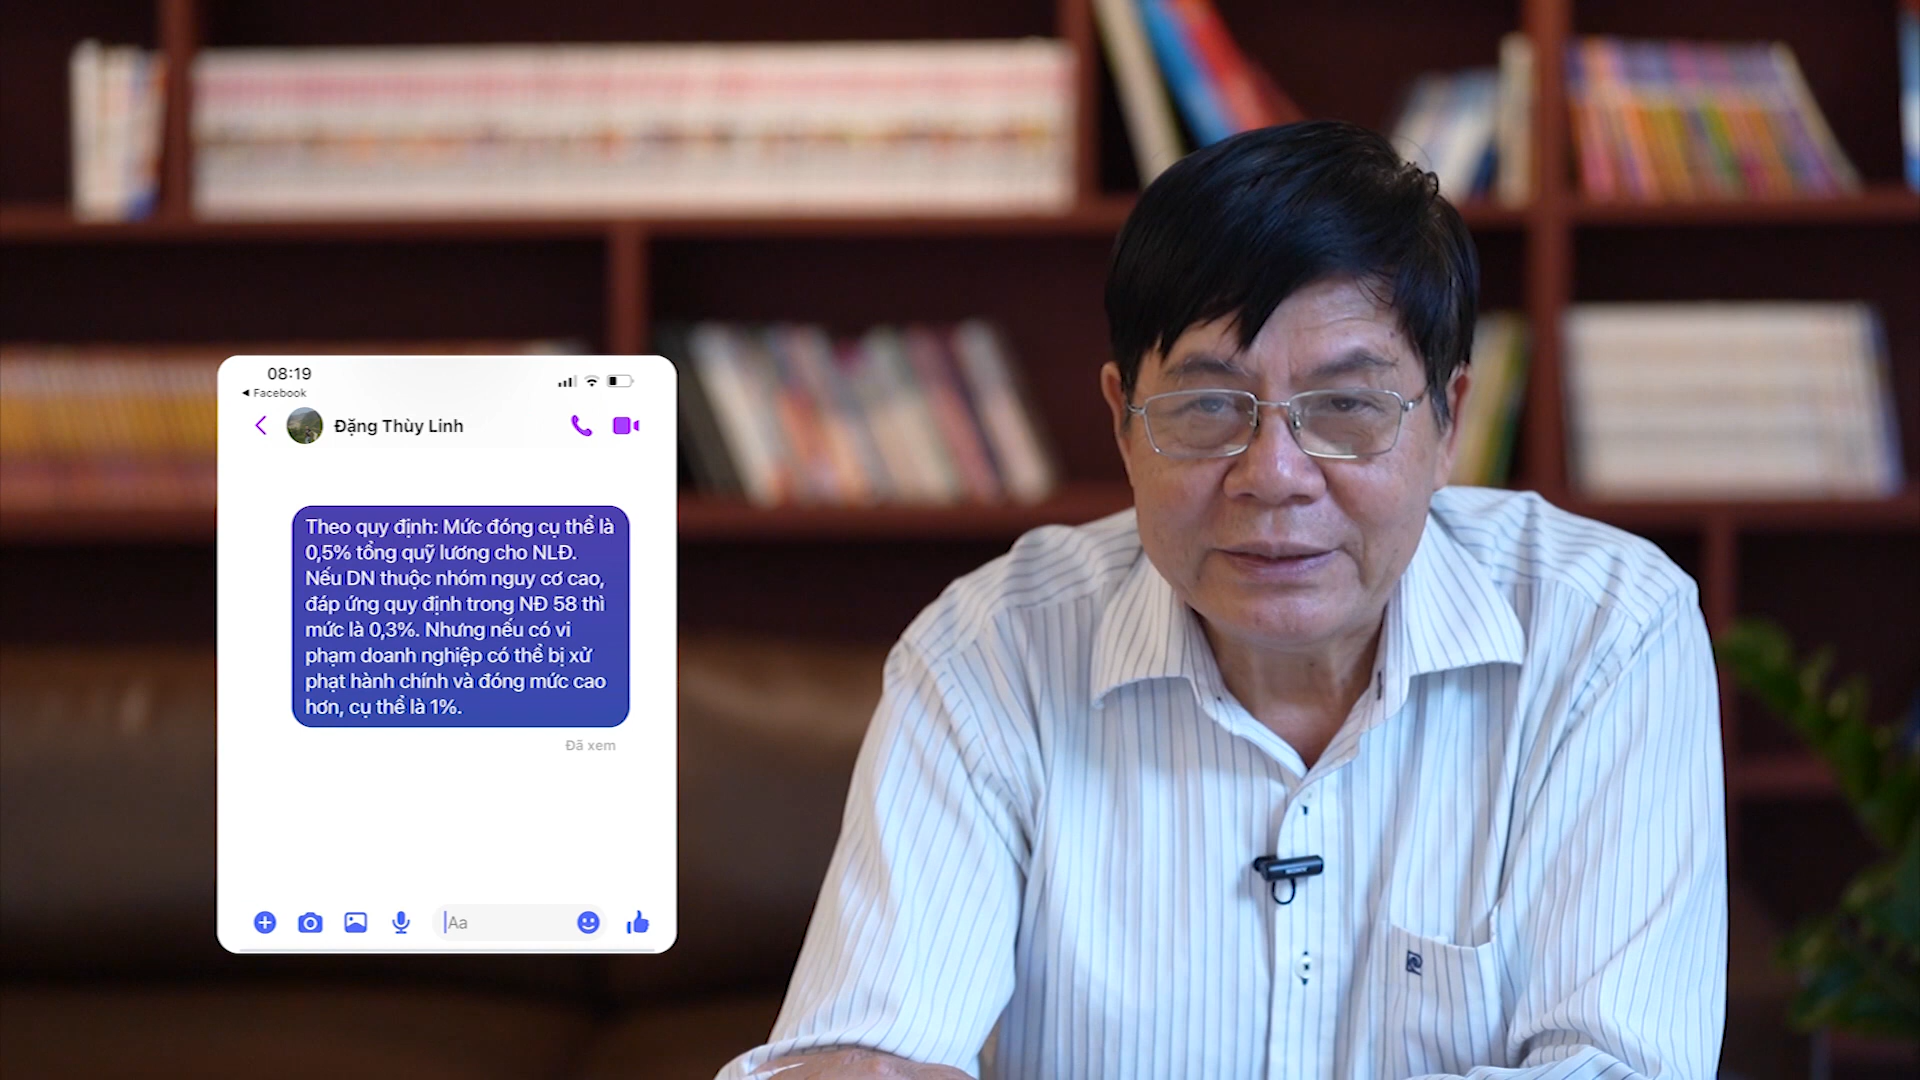 08:19
◀ Facebook
Đặng Thùy Linh
Theo quy định: Mức đóng cụ thể là
0,5% tổng quỹ lương cho NLĐ.
Nếu DN thuộc nhóm nguy cơ cao,
đáp ứng quy định trong NĐ 58 thì
mức là 0,3%. Nhưng nếu có vi
phạm doanh nghiệp có thể bị xử
phạt hành chính và đóng mức cao
hơn, cụ thể là 1%.
Đã xem
Aa